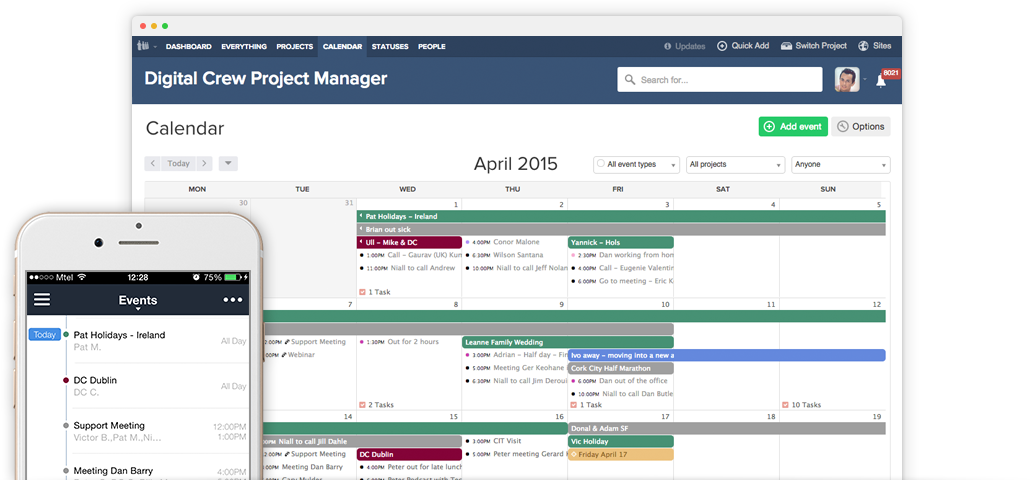 DASHBOARD EVERYTHING PROJECTS CALENDAR STATUSES PEOPLE Updates Quick Add Switch Project Sites
Digital Crew Project Manager
Search for...
8021
Calendar
Add event Options
Today
April 2015
All event types All projects Anyone
MON TUE WED THU FRI SAT SUN
30 31 1 2 3 4 5
Pat Holidays – Ireland
Brian out sick
Ull – Mike & DC
4:00PM Conor Malone
Yannick – Hols
1:00PM Call – Gaurav (UK) Kun
6:30PM Wilson Santana
2:30PM Dan working from hon
11:00PM Niall to call Andrew
10:00PM Niall to call Jeff Nolan
4:00PM Call – Eugenie Valentin
6:00PM Go to meeting – Eric K
1 Task
7 8 9 10 11 12
2:00PM Support Meeting
1:30PM Out for 2 hours
Leanne Family Wedding
00PM Webinar
3:00PM Adrian – Half day – Fin
Ivo away – moving into a new a
5:00PM Meeting Ger Keohane
Cork City Half Marathon
6:30PM Niall to call Jim Deroui
6:00PM Dan out of the office
10:00PM Niall to call Dan Butle
2 Tasks
1 Task
10 Tasks
14 15 16 17 18 19
Donal & Adam SF
Niall to call Jill Dahle
3:00PM CIT Visit
Vic Holiday
Support Meeting
DC Dublin
5:00PM Peter meeting Gerard
Friday April 17
Meeting Dan Barry
4:00PM Peter out for late lunch
Gary Mulder
Peter Podcast with To
Mtel 12:28 75%
Events
Today
Pat Holidays - Ireland
Pat M.
All Day
DC Dublin
DC C.
All Day
Support Meeting
Victor B.,Pat M.,Ni...
12:00PM
1:00PM
Meeting Dan Barry
4:00PM